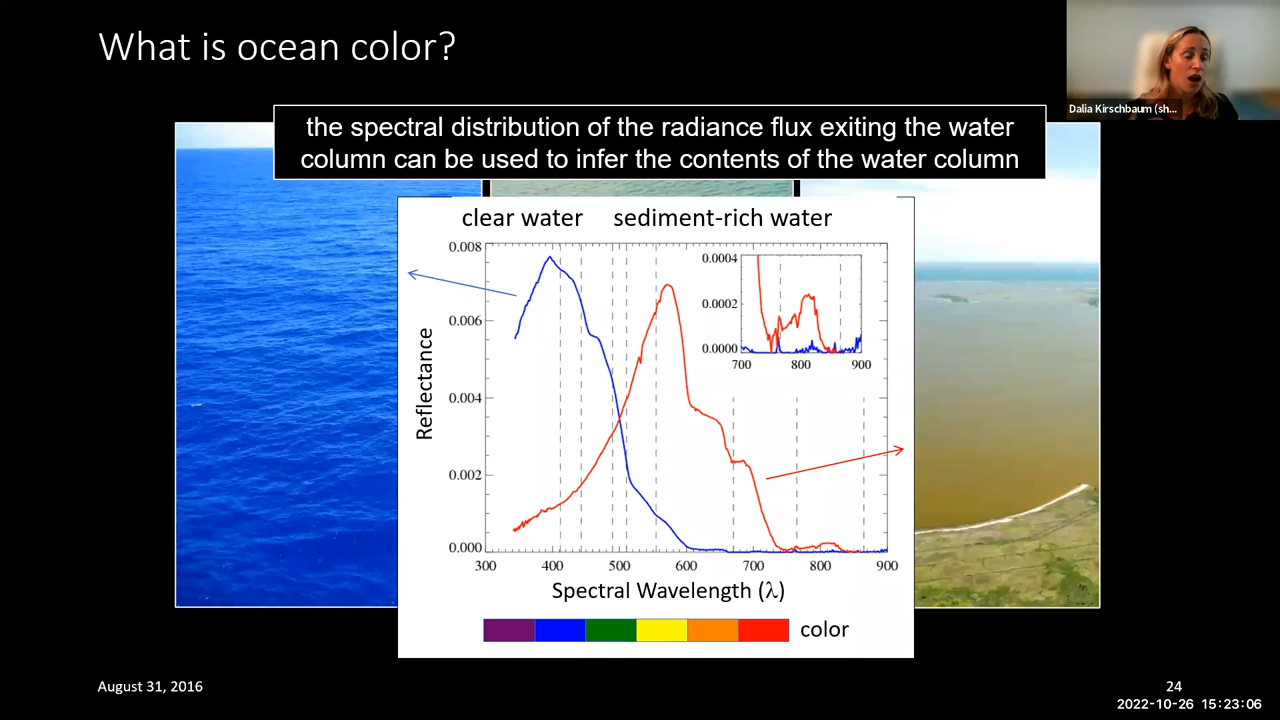 What is ocean color?
Dalia Kirschbaum (sh...
the spectral distribution of the radiance flux exiting the water
column can be used to infer the contents of the water column
clear water
sediment-rich water
0.008
0.006
0.004
0.002
0.000
Reflectance
0.0004
0.0002
0.0000
700 800 900
300 400 500 600 700 800 900
Spectral Wavelength (λ)
color
August 31, 2016
24
2022-10-26 15:23:06